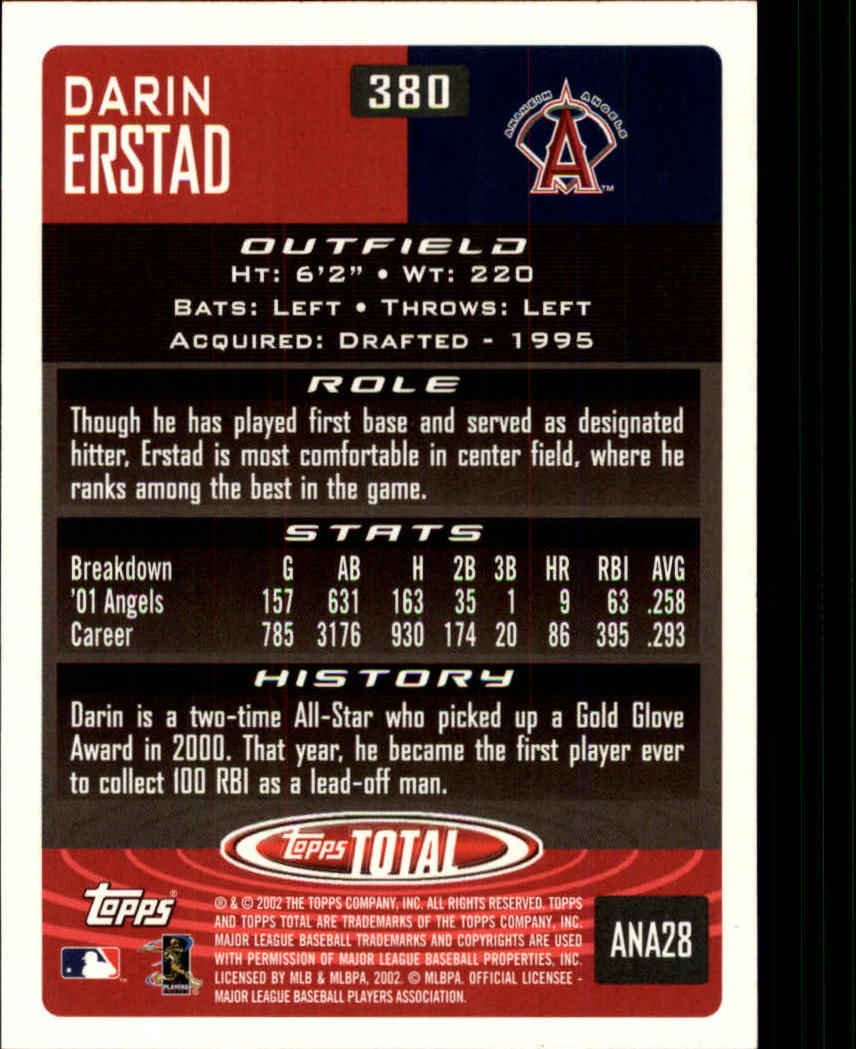 DARIN
ERSTAD
380
ANAHEIM ANGELS
A
TM
OUTFIELD
HT: 6'2" • WT: 220
BATS: LEFT • THROWS: LEFT
ACQUIRED: DRAFTED - 1995
ROLE
Though he has played first base and served as designated
hitter, Erstad is most comfortable in center field, where he
ranks among the best in the game.
STATS
Breakdown G AB H 2B 3B HR RBI AVG
'01 Angels 157 631 163 35 1 9 63 .258
Career 785 3176 930 174 20 86 395 .293
HISTORY
Darin is a two-time All-Star who picked up a Gold Glove
Award in 2000. That year, he became the first player ever
to collect 100 RBI as a lead-off man.
Topps TOTAL
Topps®
® & © 2002 THE TOPPS COMPANY, INC. ALL RIGHTS RESERVED. TOPPS
AND TOPPS TOTAL ARE TRADEMARKS OF THE TOPPS COMPANY, INC.
MAJOR LEAGUE BASEBALL TRADEMARKS AND COPYRIGHTS ARE USED
WITH PERMISSION OF MAJOR LEAGUE BASEBALL PROPERTIES, INC.
LICENSED BY MLB & MLBPA, 2002. © MLBPA. OFFICIAL LICENSEE -
MAJOR LEAGUE BASEBALL PLAYERS ASSOCIATION.
PLAYERS
ANA28